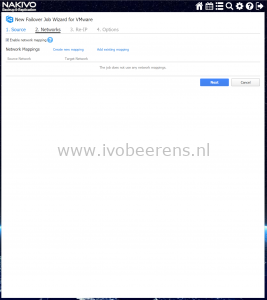 NAKIVO
Backup & Replication
New Failover Job Wizard for VMware
1. Source 2. Networks 3. Re-IP 4. Options
Enable network mapping
Network Mappings Create new mapping Add existing mapping
Source Network Target Network
The job does not use any network mappings.
Next Cancel
www.ivobeerens.nl